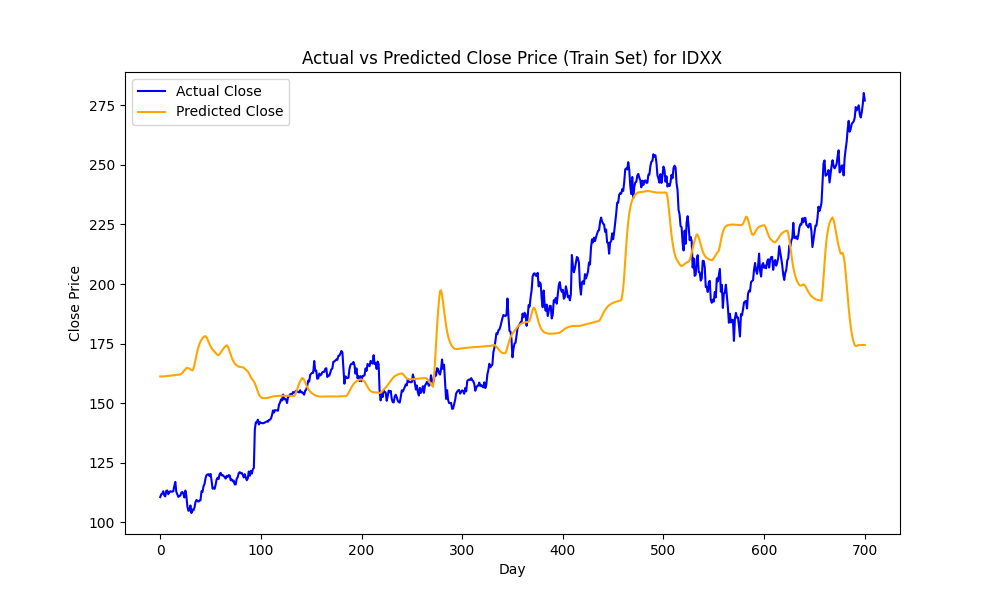 Actual vs Predicted Close Price (Train Set) for IDXX
Actual Close
Predicted Close
275
250
225
200
175
150
125
100
Close Price
0 100 200 300 400 500 600 700
Day